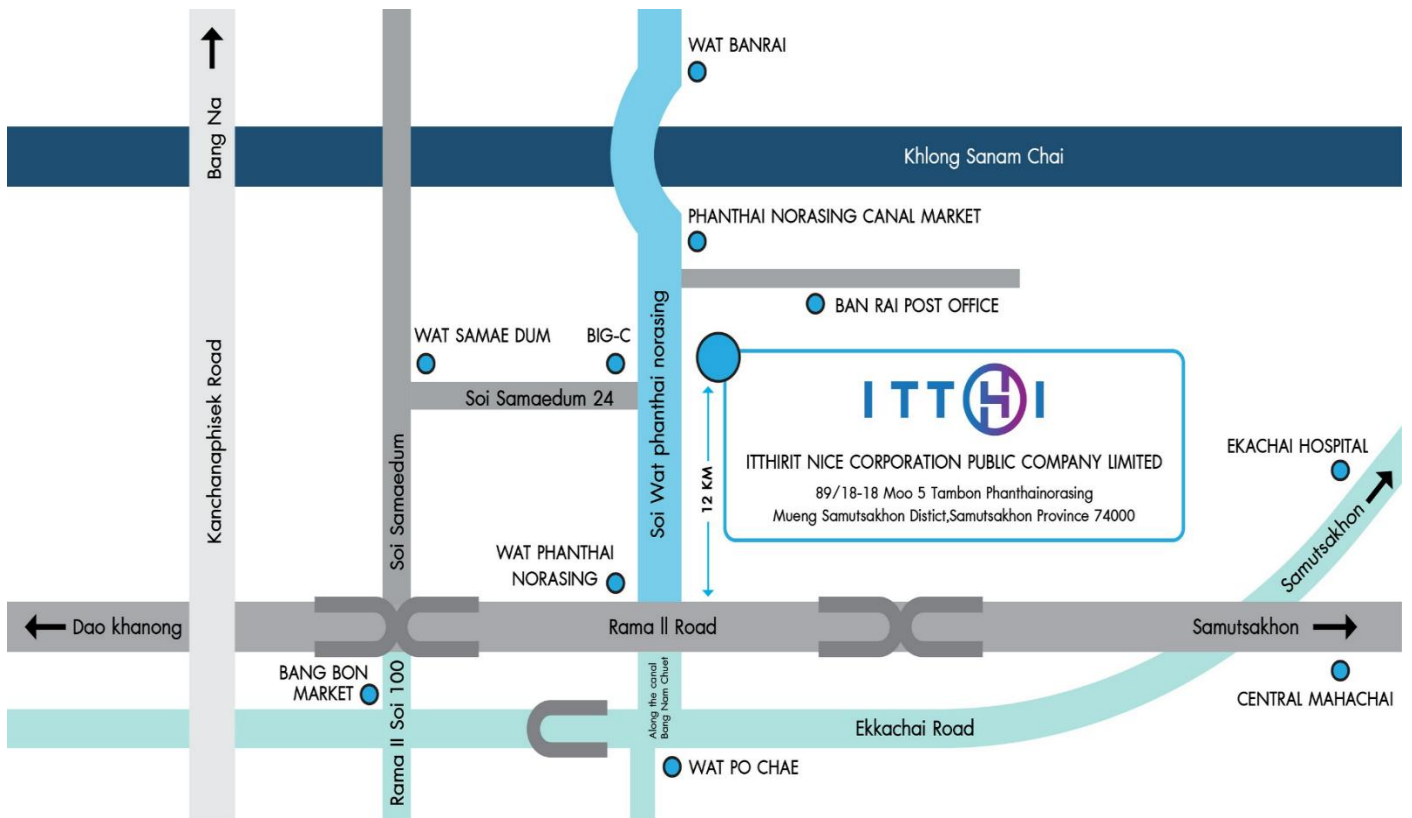 WAT BANRAI
Bang Na
Khlong Sanam Chai
PHANTHAI NORASING CANAL MARKET
BAN RAI POST OFFICE
WAT SAMAE DUM
BIG-C
Soi Samaedum 24
Kanchanaphisek Road
Soi Samaedum
Soi Wat phanthai norasing
12 KM
ITTHI
ITTHIRIT NICE CORPORATION PUBLIC COMPANY LIMITED
89/18-18 Moo 5 Tambon Phanthainorasing
Mueng Samutsakhon Distict,Samutsakhon Province 74000
EKACHAI HOSPITAL
Samutsakhon
WAT PHANTHAI
NORASING
Dao khanong
Rama ll Road
Samutsakhon
BANG BON
MARKET
Rama ll Soi 100
Along the canal
Bang Nam Chuet
Ekkachai Road
CENTRAL MAHACHAI
WAT PO CHAE